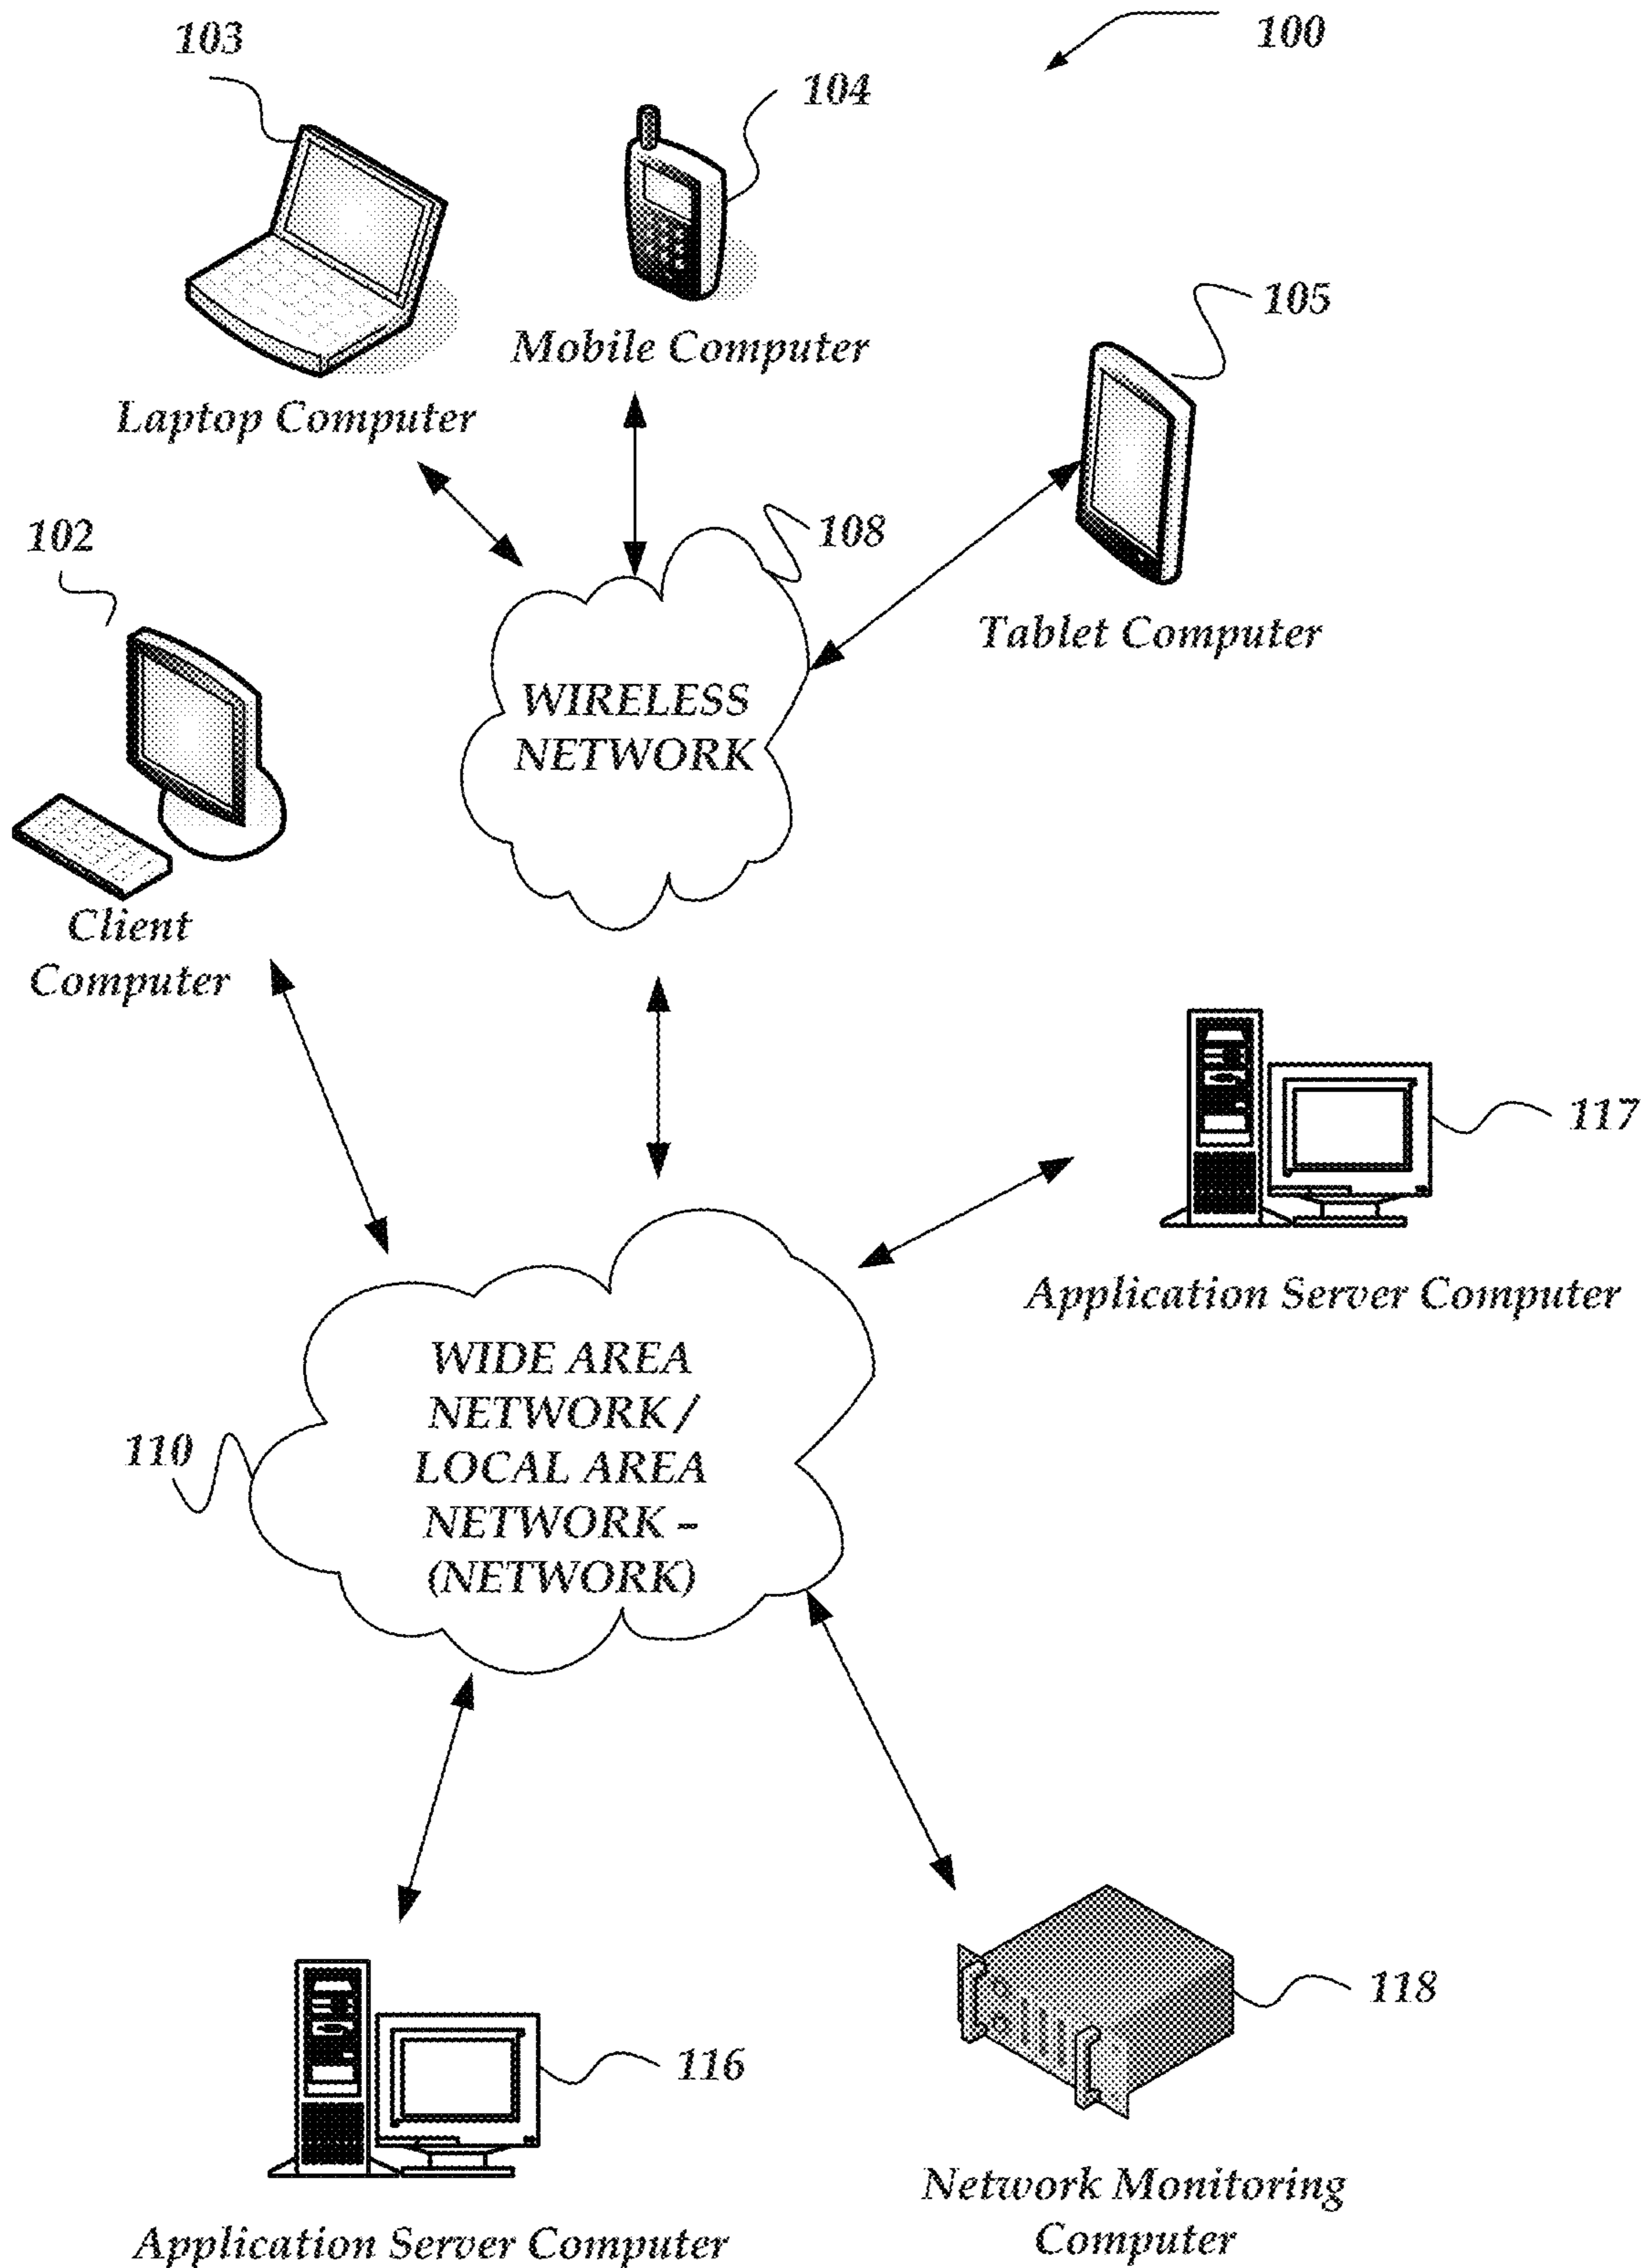 103
100
104
105
Mobile Computer
Laptop Computer
102
108
Tablet Computer
WIRELESS
NETWORK
Client
Computer
117
Application Server Computer
WIDE AREA
NETWORK /
LOCAL AREA
NETWORK –
(NETWORK)
110
118
116
Network Monitoring
Computer
Application Server Computer